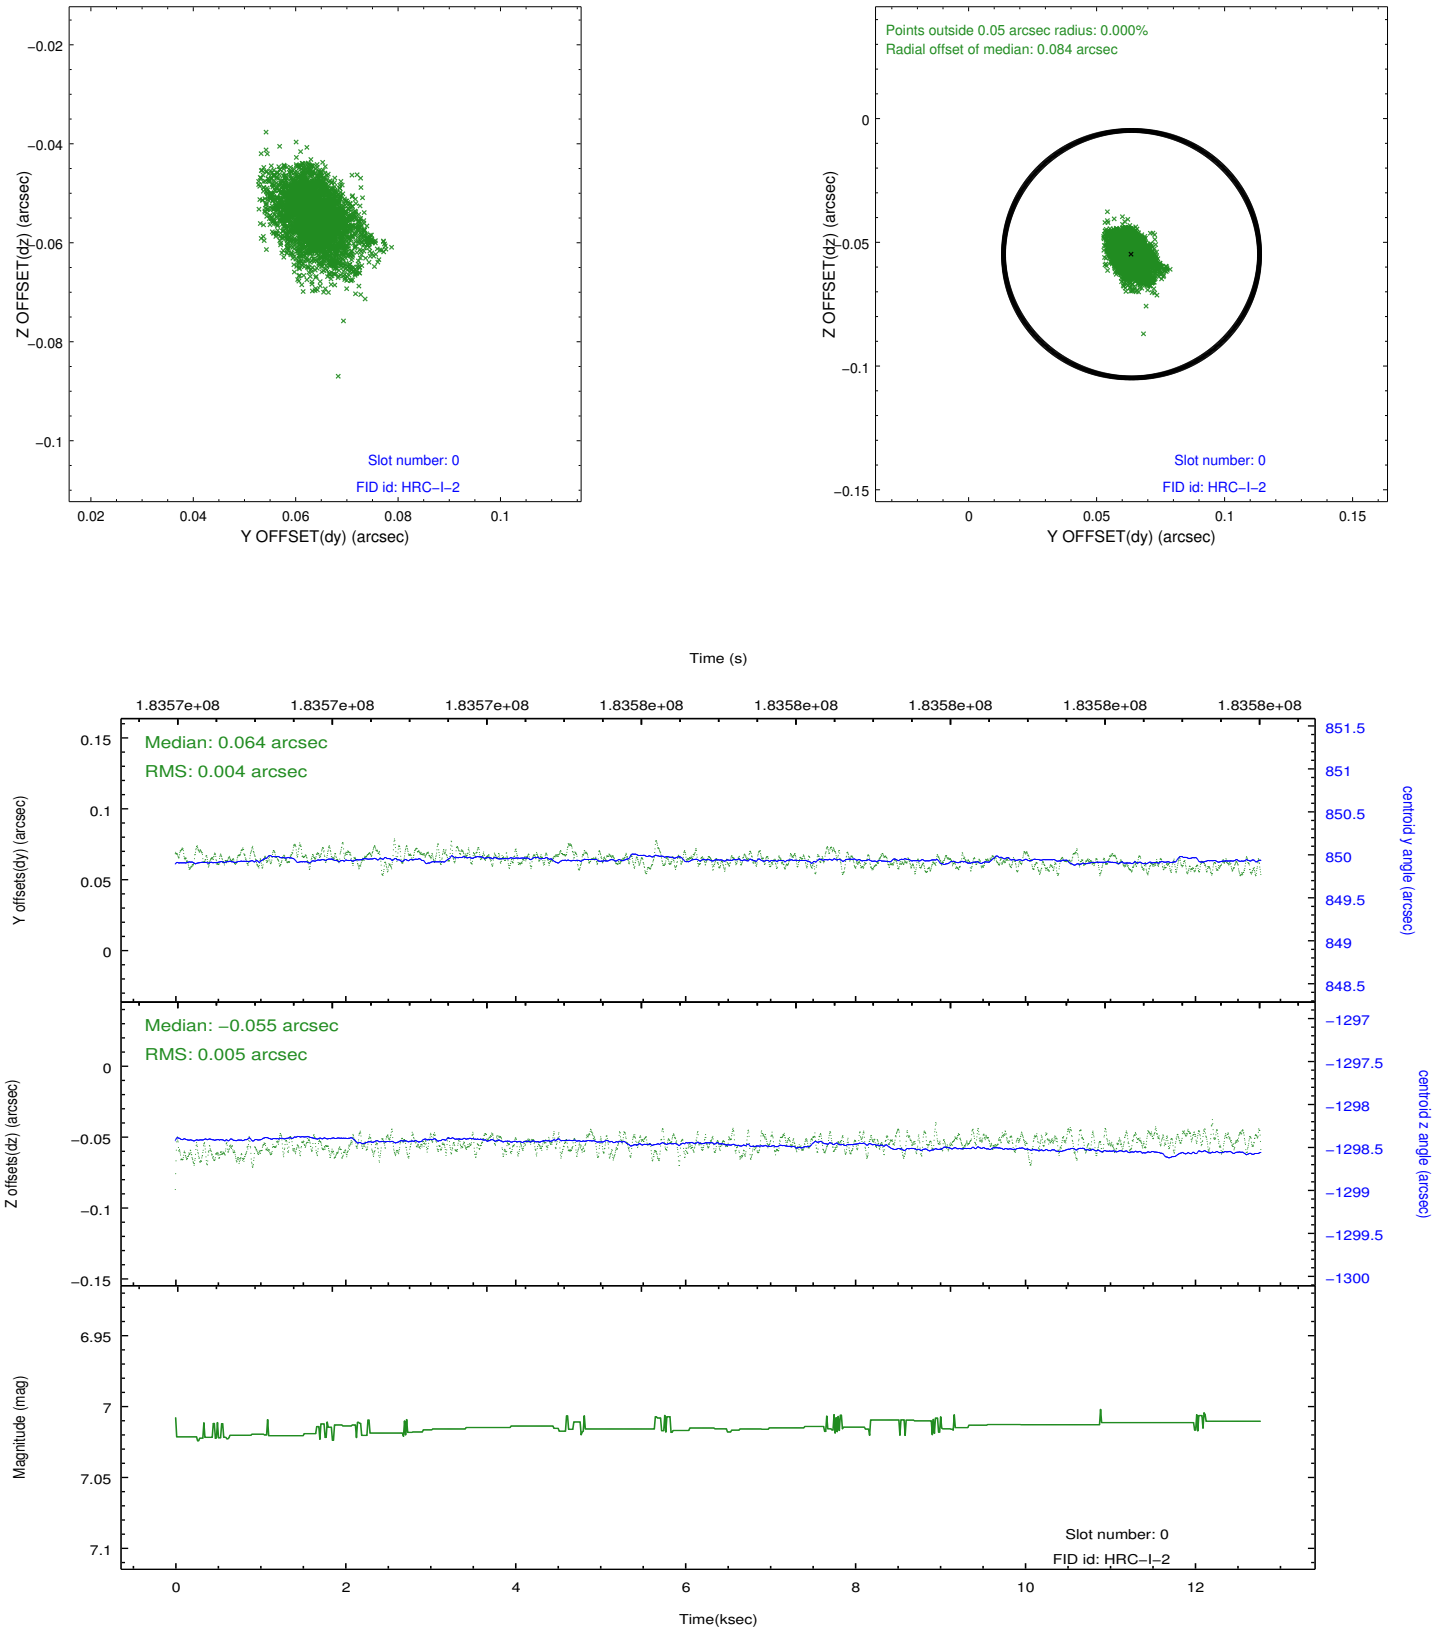 −0.02
−0.04
−0.06
−0.08
−0.1
Z OFFSET(dz) (arcsec)
Slot number: 0
FID id: HRC−I−2
0.02 0.04 0.06 0.08 0.1
Y OFFSET(dy) (arcsec)
Points outside 0.05 arcsec radius: 0.000%
Radial offset of median: 0.084 arcsec
0
−0.05
−0.1
−0.15
Z OFFSET(dz) (arcsec)
Slot number: 0
FID id: HRC−I−2
0 0.05 0.1 0.15
Y OFFSET(dy) (arcsec)
Time (s)
1.8357e+08 1.8357e+08 1.8357e+08 1.8358e+08 1.8358e+08 1.8358e+08 1.8358e+08 1.8358e+08
Median: 0.064 arcsec
RMS: 0.004 arcsec
0.15
0.1
0.05
0
Y offsets(dy) (arcsec)
851.5
851
850.5
850
849.5
849
848.5
centroid y angle (arcsec)
Median: −0.055 arcsec
RMS: 0.005 arcsec
0
−0.05
−0.1
−0.15
Z offsets(dz) (arcsec)
−1297
−1297.5
−1298
−1298.5
−1299
−1299.5
−1300
centroid z angle (arcsec)
6.95
7
7.05
7.1
Magnitude (mag)
Slot number: 0
FID id: HRC−I−2
0 2 4 6 8 10 12
Time(ksec)